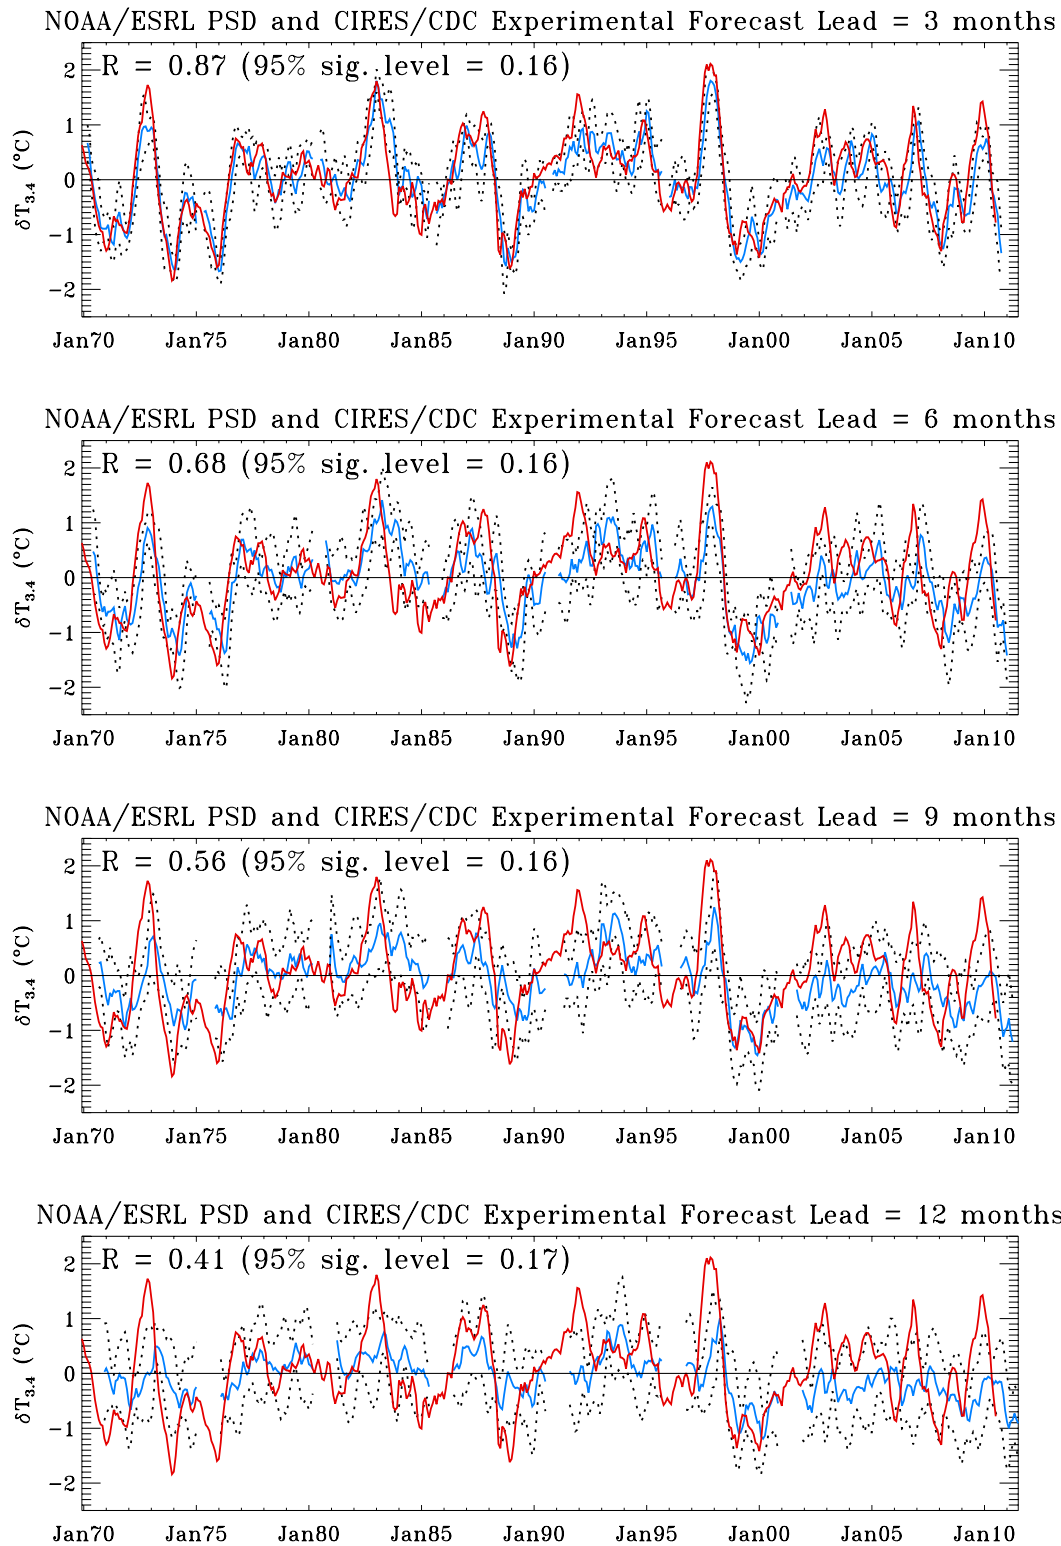 NOAA/ESRL PSD and CIRES/CDC Experimental Forecast Lead = 3 months
R = 0.87 (95% sig. level = 0.16)
2
1
0
−1
−2
δT3.4 (°C)
Jan70 Jan75 Jan80 Jan85 Jan90 Jan95 Jan00 Jan05 Jan10
NOAA/ESRL PSD and CIRES/CDC Experimental Forecast Lead = 6 months
R = 0.68 (95% sig. level = 0.16)
2
1
0
−1
−2
δT3.4 (°C)
Jan70 Jan75 Jan80 Jan85 Jan90 Jan95 Jan00 Jan05 Jan10
NOAA/ESRL PSD and CIRES/CDC Experimental Forecast Lead = 9 months
R = 0.56 (95% sig. level = 0.16)
2
1
0
−1
−2
δT3.4 (°C)
Jan70 Jan75 Jan80 Jan85 Jan90 Jan95 Jan00 Jan05 Jan10
NOAA/ESRL PSD and CIRES/CDC Experimental Forecast Lead = 12 months
R = 0.41 (95% sig. level = 0.17)
2
1
0
−1
−2
δT3.4 (°C)
Jan70 Jan75 Jan80 Jan85 Jan90 Jan95 Jan00 Jan05 Jan10